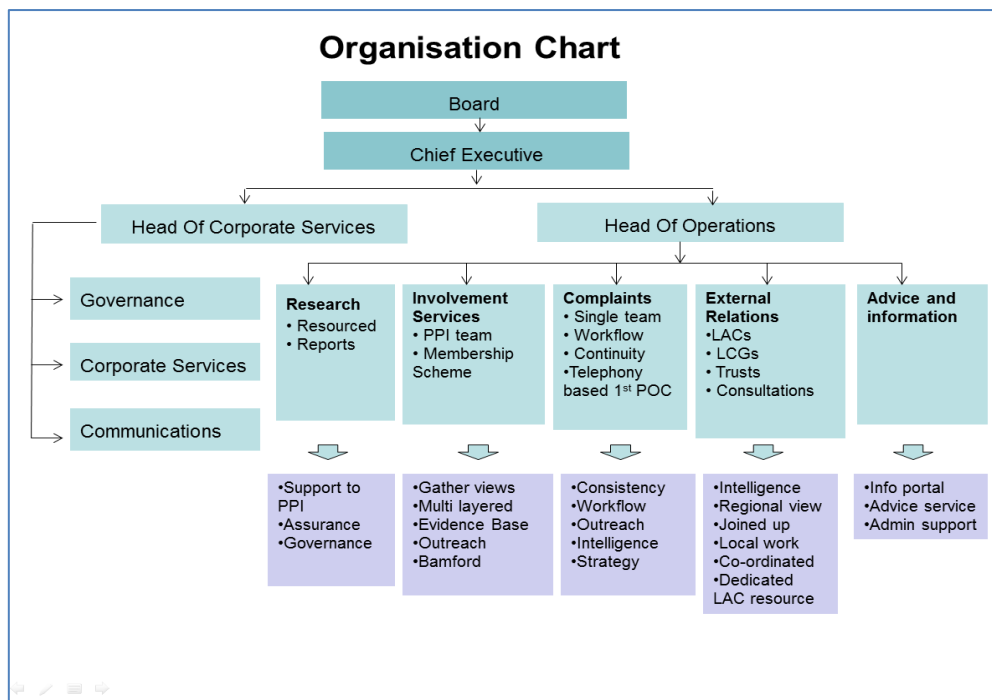 Organisation Chart
Board
Chief Executive
Head Of Corporate Services
Head Of Operations
Governance
Corporate Services
Communications
Research
• Resourced
• Reports
Involvement
Services
• PPI team
• Membership
Scheme
Complaints
• Single team
• Workflow
• Continuity
•Telephony
based 1st POC
External
Relations
•LACs
• LCGs
• Trusts
• Consultations
Advice and
information
•Support to
PPI
•Assurance
•Governance
•Gather views
•Multi layered
•Evidence Base
•Outreach
•Bamford
•Consistency
•Workflow
•Outreach
•Intelligence
•Strategy
•Intelligence
•Regional view
•Joined up
•Local work
•Co-ordinated
•Dedicated
LAC resource
•Info portal
•Advice service
•Admin support